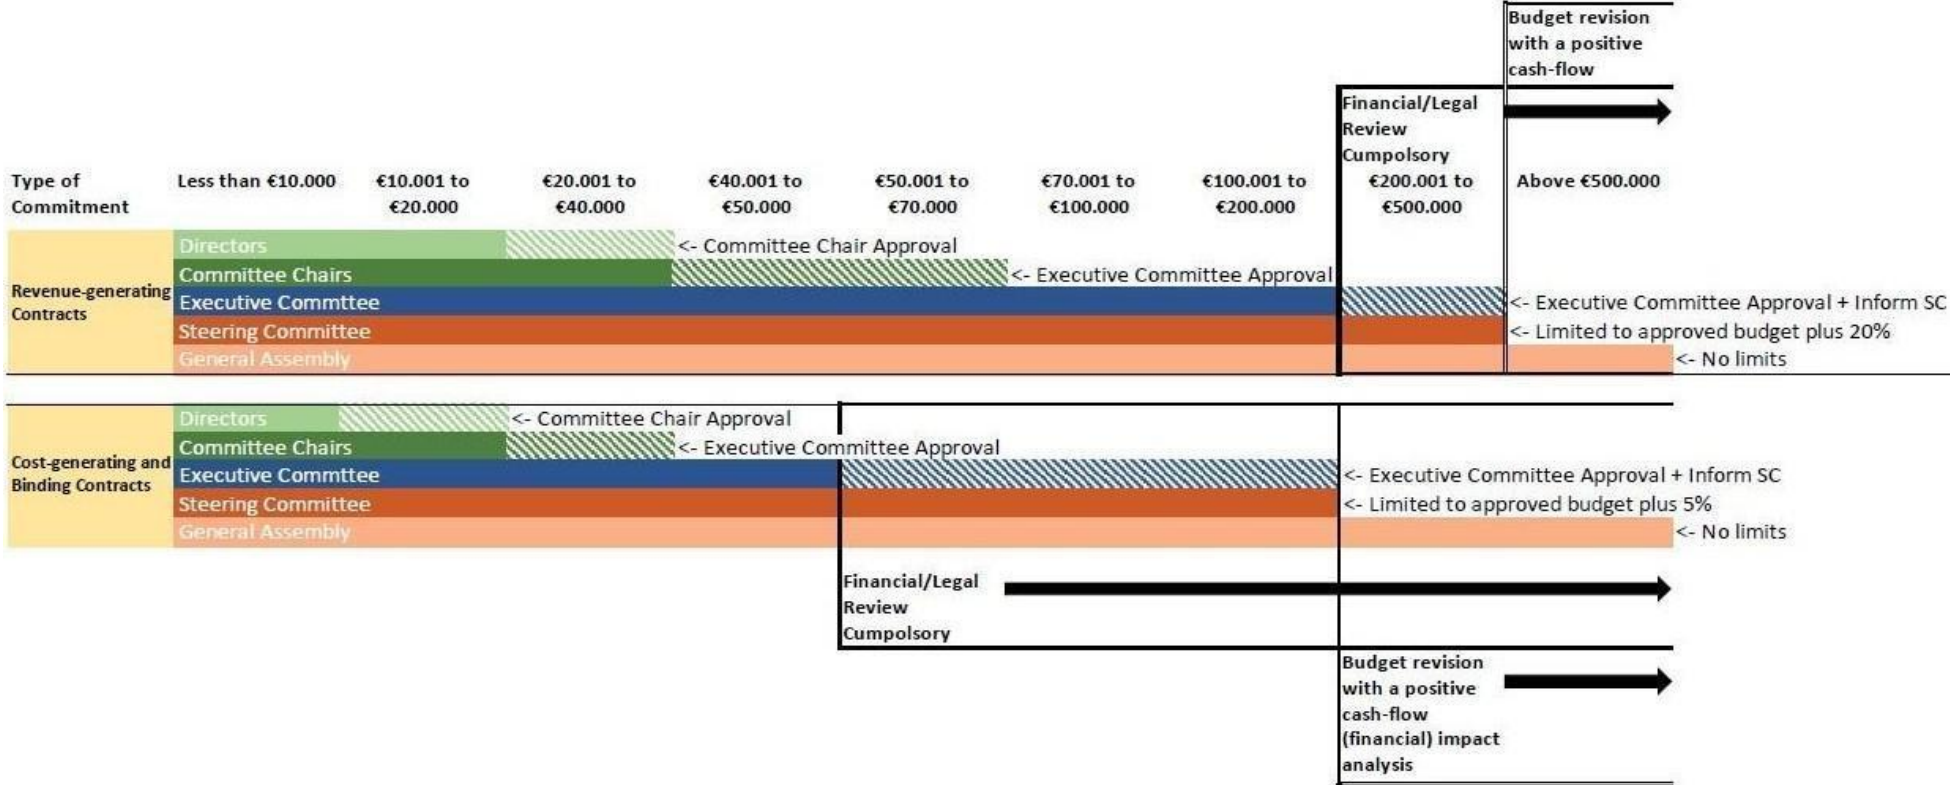 Budget revision
with a positive
cash-flow
Financial/Legal
Review
Cumpolsory
Type of
Commitment
Less than €10.000
€10.001 to
€20.000
€20.001 to
€40.000
€40.001 to
€50.000
€50.001 to
€70.000
€70.001 to
€100.000
€100.001 to
€200.000
€200.001 to
€500.000
Above €500.000
Revenue-generating
Contracts
Directors
<- Committee Chair Approval
Committee Chairs
<- Executive Committee Approval
Executive Commttee
<- Executive Committee Approval + Inform SC
Steering Committee
<- Limited to approved budget plus 20%
General Assembly
<- No limits
Cost-generating and
Binding Contracts
Directors
<- Committee Chair Approval
Committee Chairs
<- Executive Committee Approval
Executive Commttee
<- Executive Committee Approval + Inform SC
Steering Committee
<- Limited to approved budget plus 5%
General Assembly
<- No limits
Financial/Legal
Review
Cumpolsory
Budget revision
with a positive
cash-flow
(financial) impact
analysis